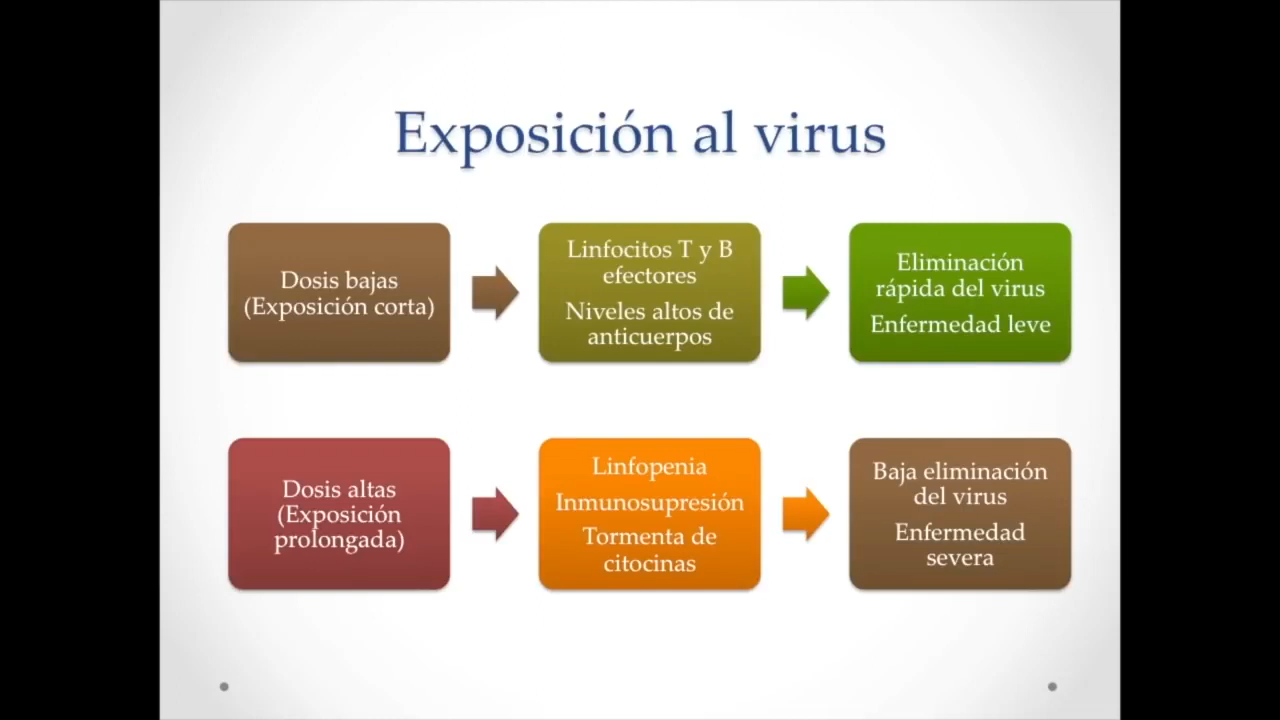 Exposición al virus
Dosis bajas
(Exposición corta)
Linfocitos T y B
efectores
Niveles altos de
anticuerpos
Eliminación
rápida del virus
Enfermedad leve
Dosis altas
(Exposición
prolongada)
Linfopenia
Inmunosupresión
Tormenta de
citocinas
Baja eliminación
del virus
Enfermedad
severa